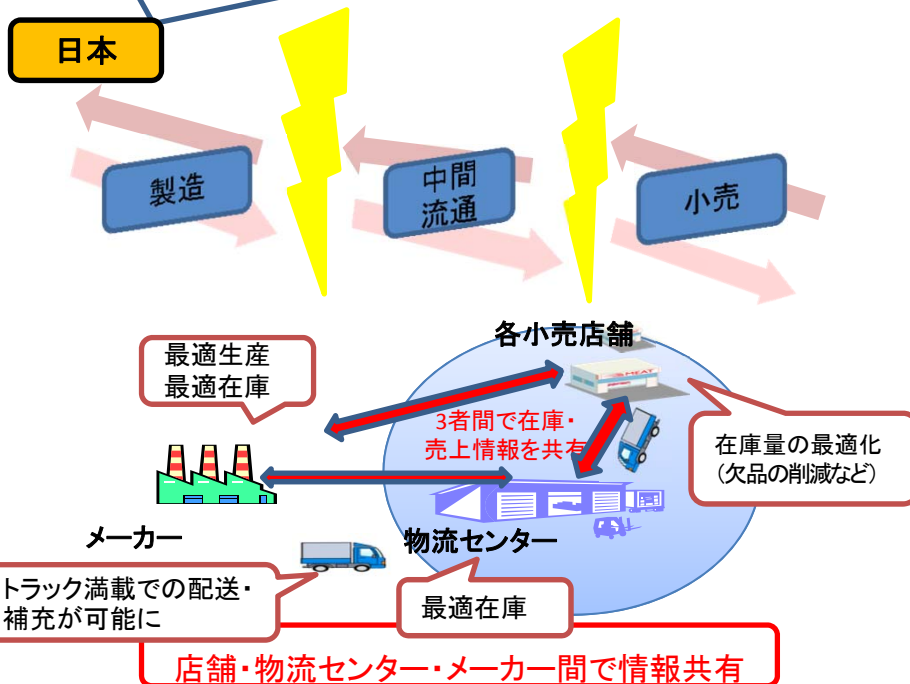 日本
製造
中間
流通
小売
各小売店舗
最適生産
最適在庫
MEAT
3者間で在庫・
売上情報を共有
在庫量の最適化
（欠品の削減など）
メーカー
物流センター
トラック満載での配送・
補充が可能に
最適在庫
店舗・物流センター・メーカー間で情報共有